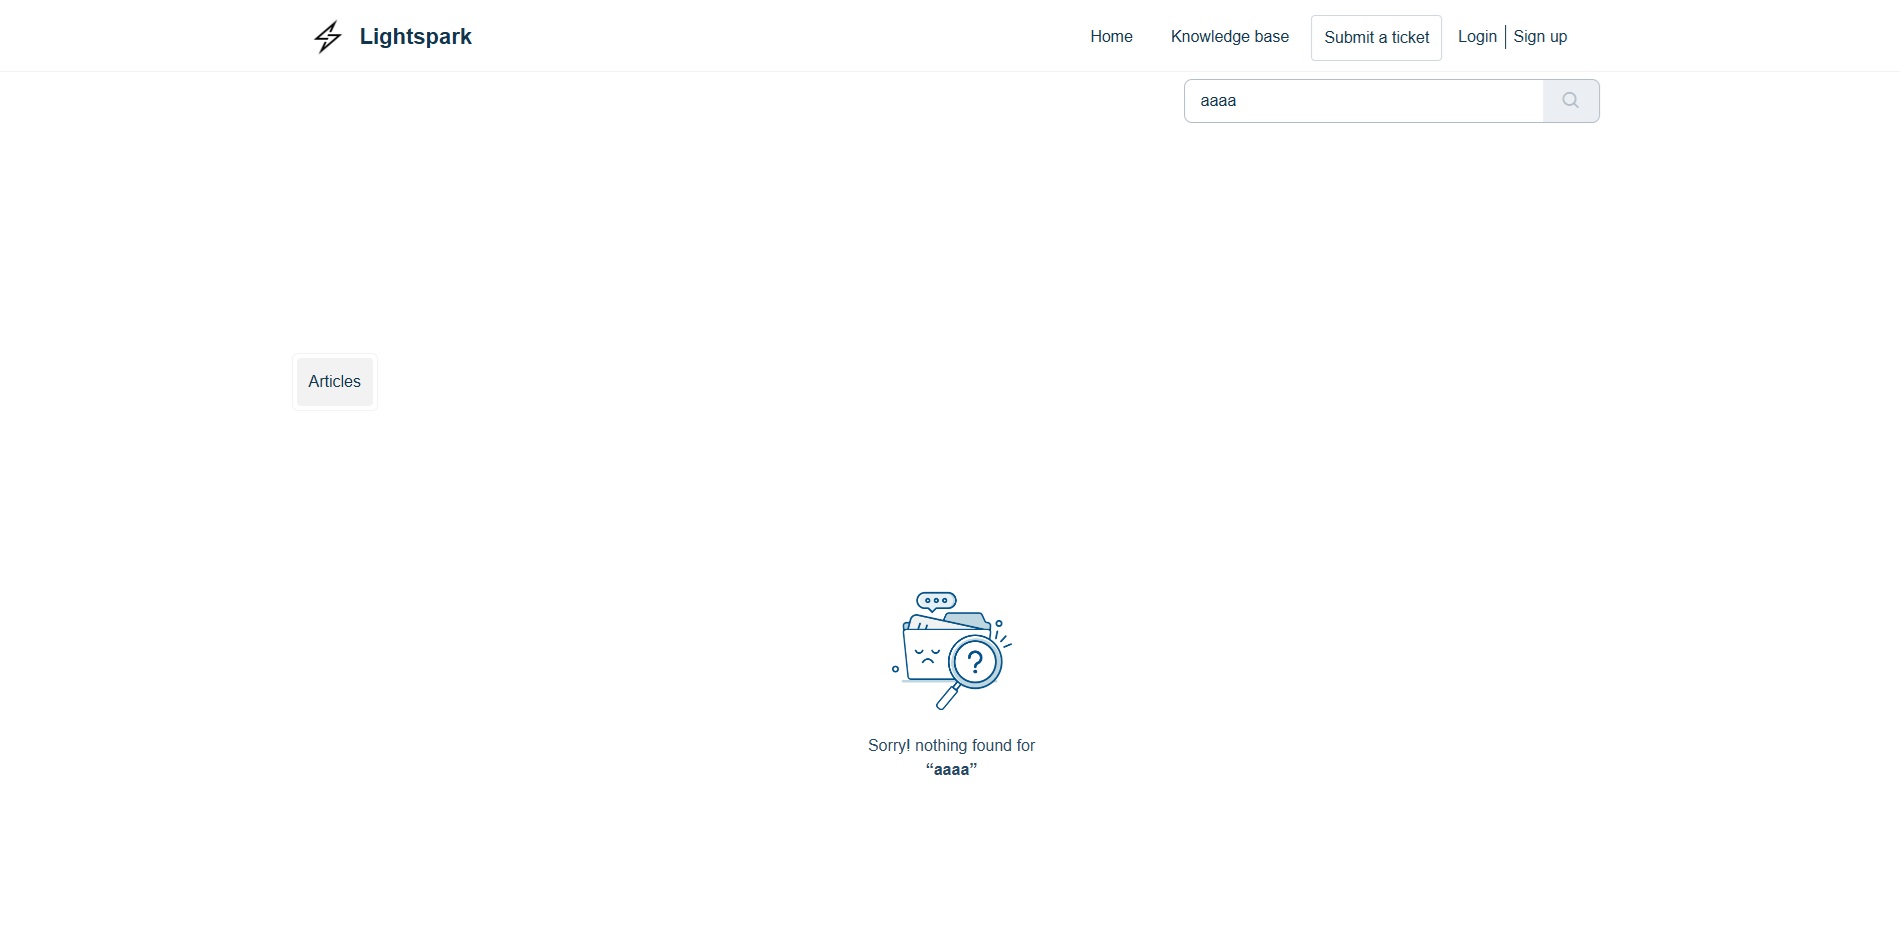 Lightspark
Home
Knowledge base
Submit a ticket
Login
Sign up
aaaa
Articles
?
Sorry! nothing found for
“aaaa”